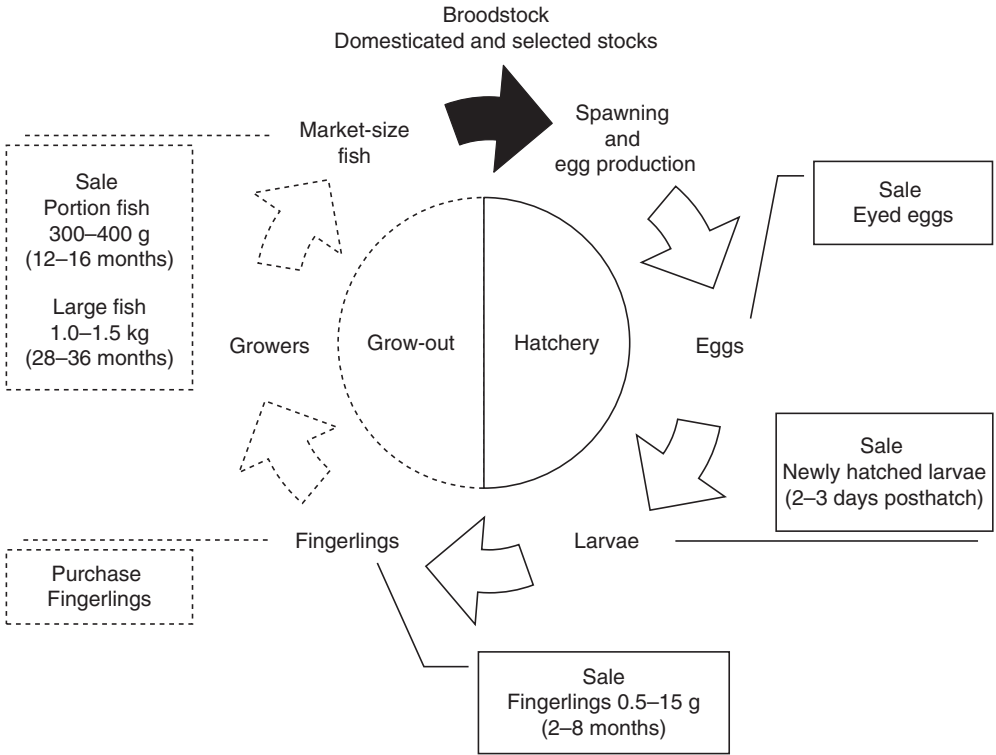 Broodstock
Domesticated and selected stocks
Market-size
fish
Spawning
and
egg production
Sale
Portion fish
300–400 g
(12–16 months)
Large fish
1.0–1.5 kg
(28–36 months)
Sale
Eyed eggs
Growers
Grow-out
Hatchery
Eggs
Sale
Newly hatched larvae
(2–3 days posthatch)
Fingerlings
Larvae
Purchase
Fingerlings
Sale
Fingerlings 0.5–15 g
(2–8 months)